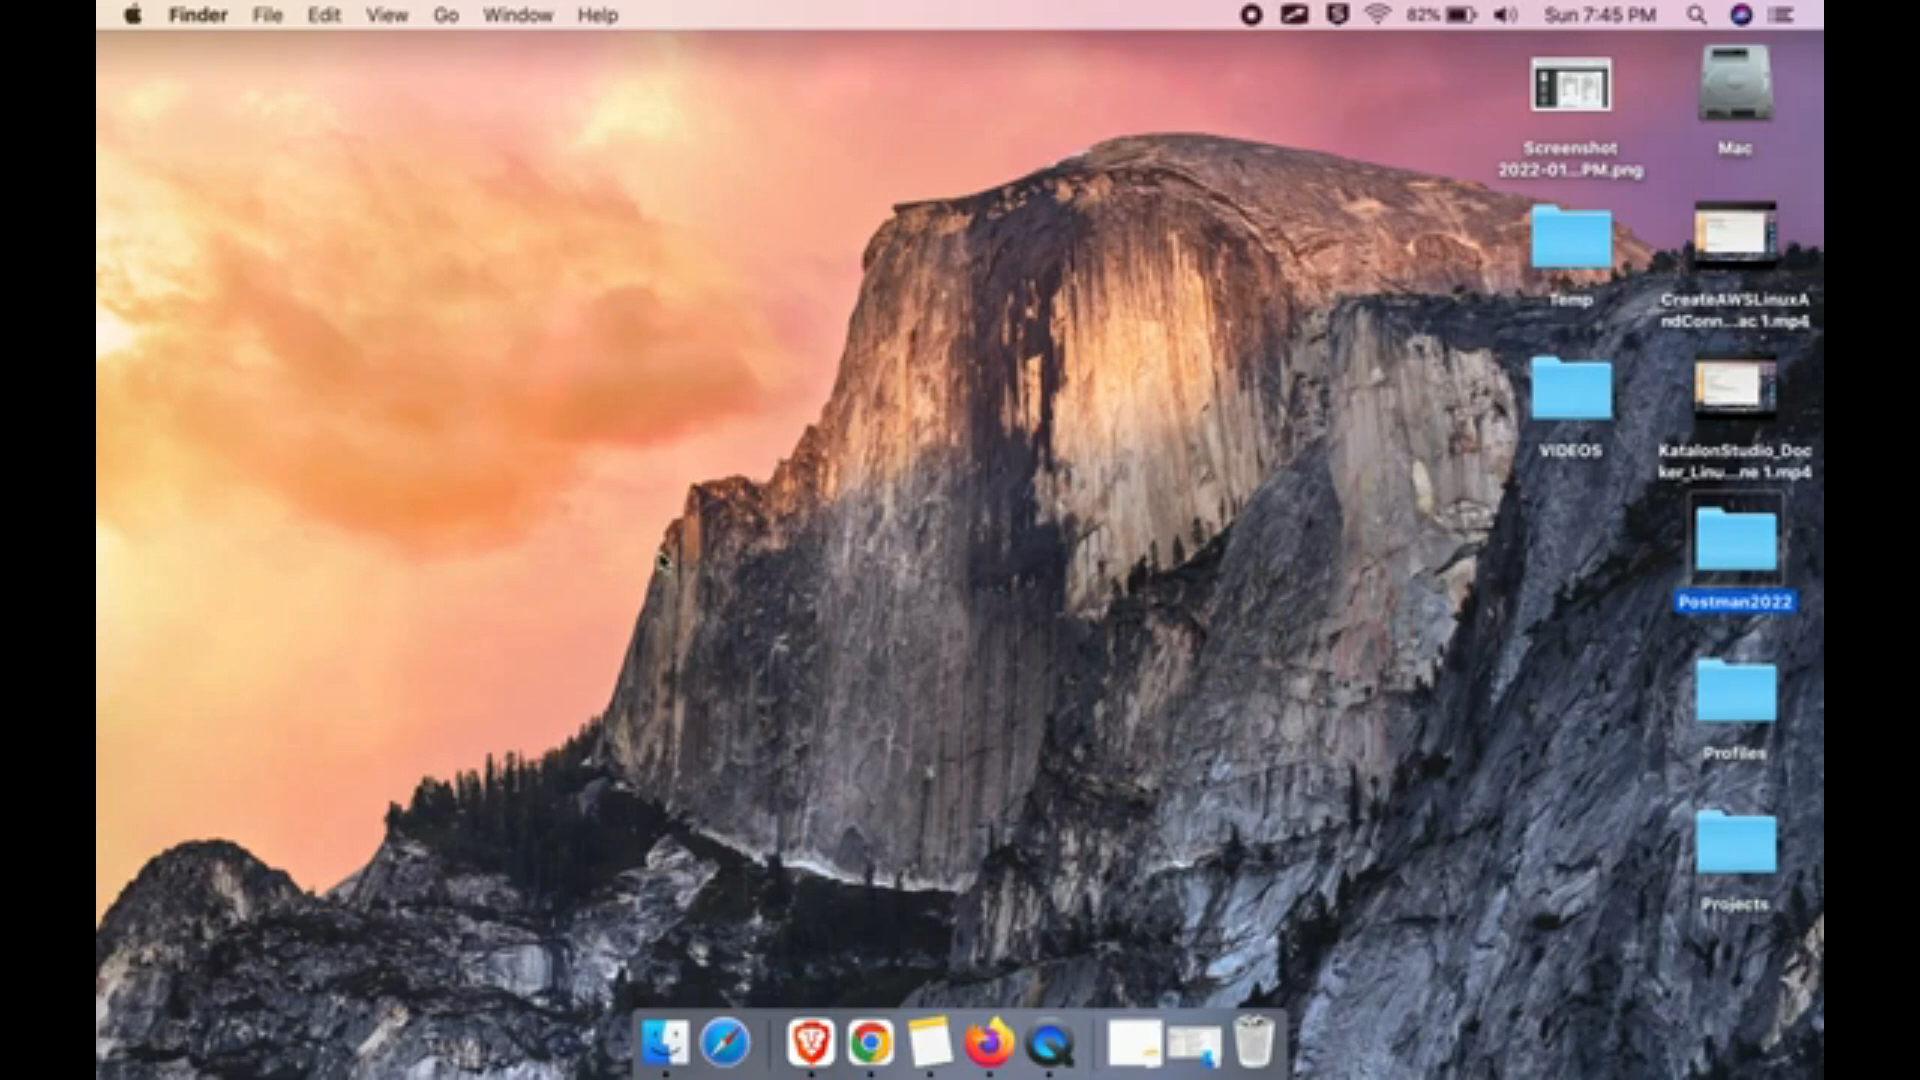 Finder File Edit View Go Window Help 82% Sun 7:45 PM
Screenshot
2022-01...PM.png
Mac
Temp
CreateAWSLinuxA
ndConn...ac 1.mp4
VIDEOS
KatalonStudio_Doc
ker_Linu...ne 1.mp4
Postman2022
Profiles
Projects